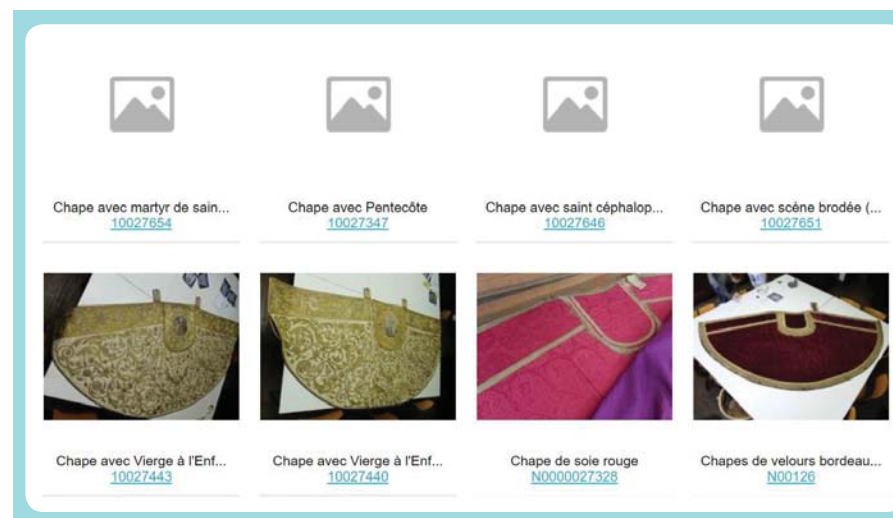 Chape avec martyr de sain...
10027654
Chape avec Pentecôte
10027347
Chape avec saint céphalop...
10027646
Chape avec scène brodée (...
10027651
Chape avec Vierge à l'Enf...
10027443
Chape avec Vierge à l'Enf...
10027440
Chape de soie rouge
N0000027328
Chapes de velours bordeau...
N00126